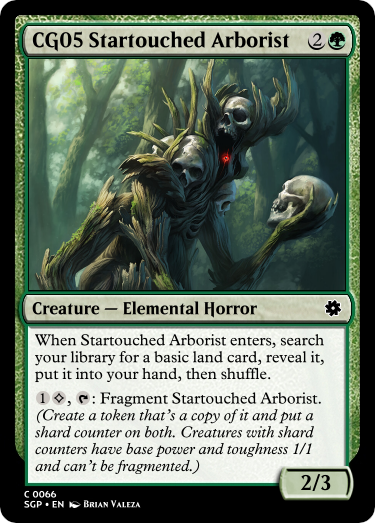 CG05 Startouched Arborist 2
Creature — Elemental Horror
When Startouched Arborist enters, search
your library for a basic land card, reveal it,
put it into your hand, then shuffle.
1, : Fragment Startouched Arborist.
(Create a token that's a copy of it and put a
shard counter on both. Creatures with shard
counters have base power and toughness 1/1
and can't be fragmented.)
2/3
C 0066
SGP • EN Brian Valeza